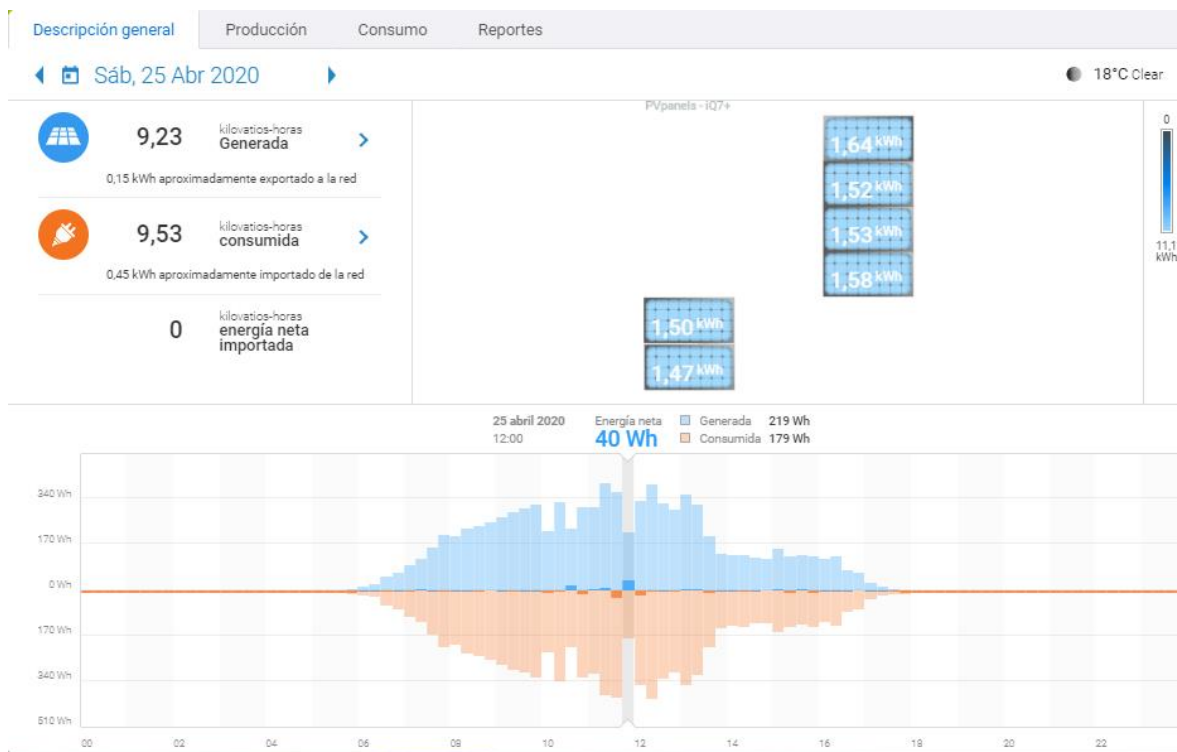 Descripción general Producción Consumo Reportes
Sáb, 25 Abr 2020 18°C Clear
PVpanels - iQ7+
9,23 kilovatios-horas
Generada
0,15 kWh aproximadamente exportado a la red
9,53 kilovatios-horas
consumida
0,45 kWh aproximadamente importado de la red
0 kilovatios-horas
energía neta
importada
1,64 kWh
1,52 kWh
1,53 kWh
1,58 kWh
1,50 kWh
1,47 kWh
0
11,1
kWh
25 abril 2020 Energía neta Generada 219 Wh
12:00 40 Wh Consumida 179 Wh
340 Wh
170 Wh
0 Wh
170 Wh
340 Wh
510 Wh
00 02 04 06 08 10 12 14 16 18 20 22